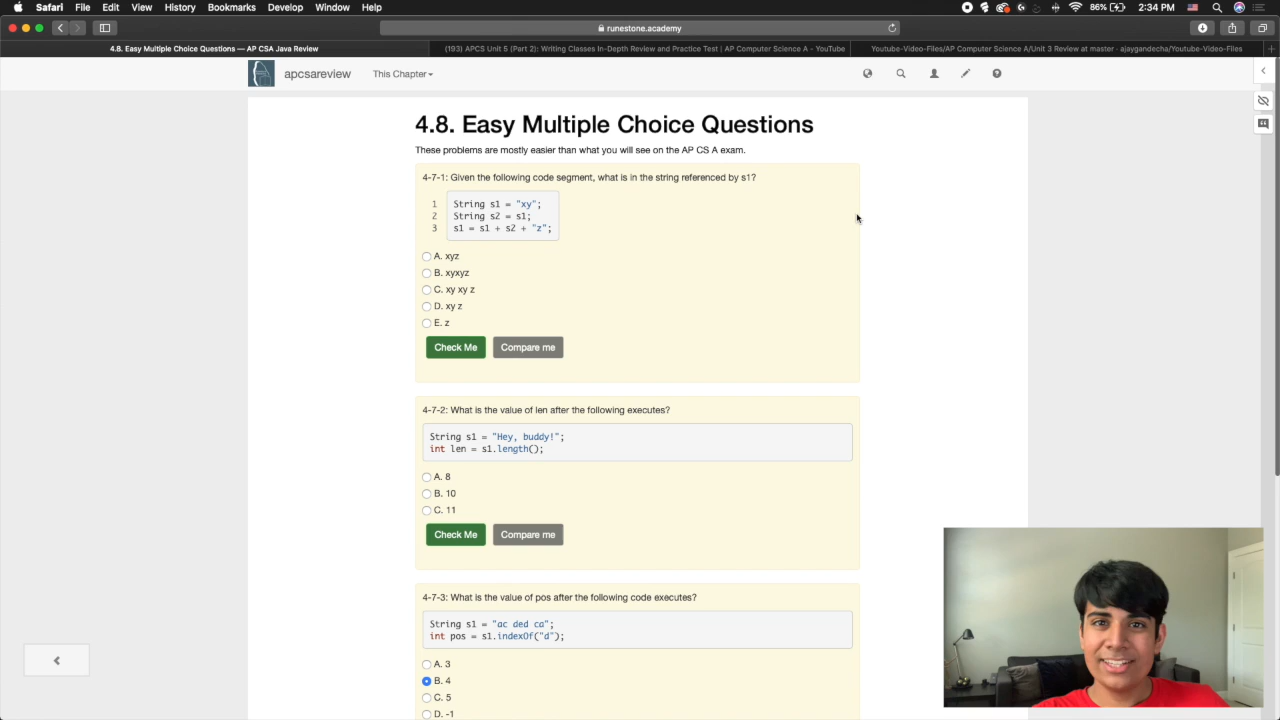 Safari File Edit View History Bookmarks Develop Window Help 86% Sun 2:34 PM
runestone.academy
4.8. Easy Multiple Choice Questions — AP CSA Java Review
(193) APCS Unit 5 (Part 2): Writing Classes In-Depth Review and Practice Test | AP Computer Science A - YouTube
Youtube-Video-Files/AP Computer Science A/Unit 3 Review at master · ajaygandecha/Youtube-Video-Files
apcsareview This Chapter
4.8. Easy Multiple Choice Questions
These problems are mostly easier than what you will see on the AP CS A exam.
4-7-1: Given the following code segment, what is in the string referenced by s1?
1 String s1 = "xy";
2 String s2 = s1;
3 s1 = s1 + s2 + "z";
A. xyz
B. xyxyz
C. xy xy z
D. xy z
E. z
Check Me Compare me
4-7-2: What is the value of len after the following executes?
String s1 = "Hey, buddy!";
int len = s1.length();
A. 8
B. 10
C. 11
Check Me Compare me
4-7-3: What is the value of pos after the following code executes?
String s1 = "ac ded ca";
int pos = s1.indexOf("d");
A. 3
B. 4
C. 5
D. -1